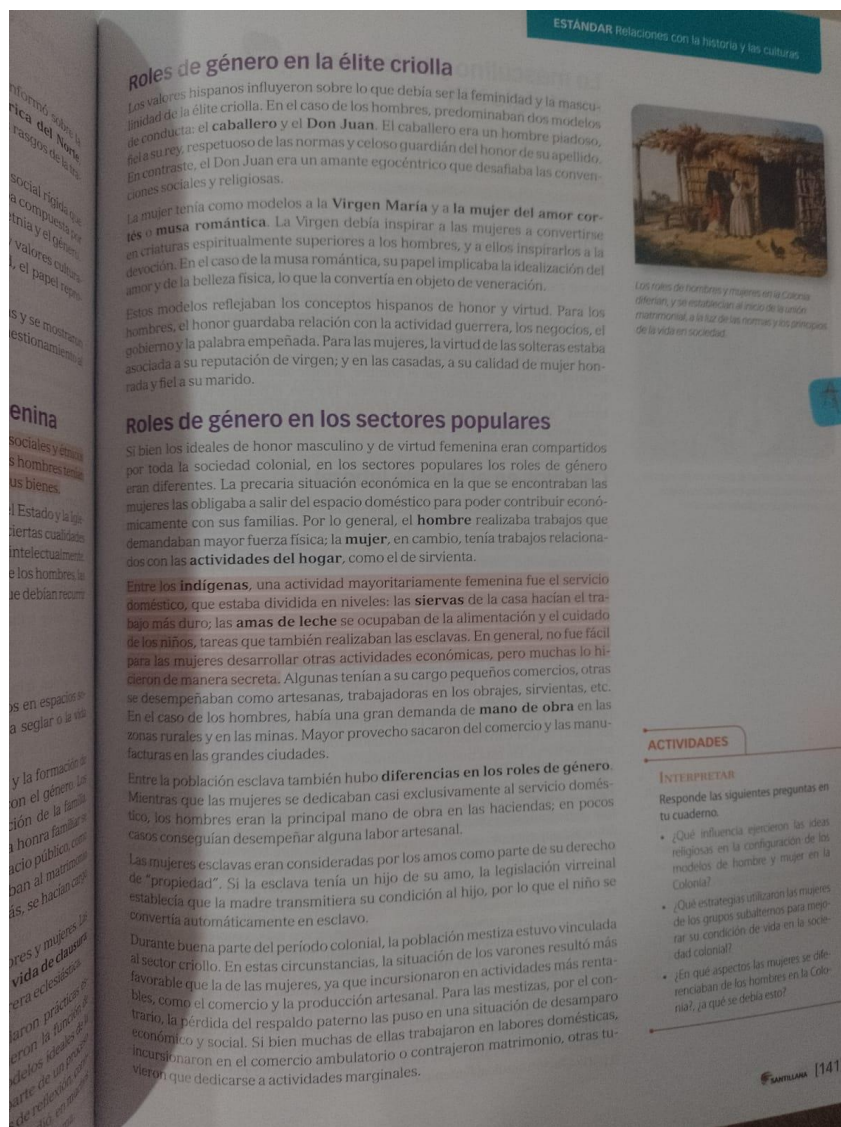 ESTÁNDAR Relaciones con la historia y las culturas
Roles de género en la élite criolla
Los valores hispanos influyeron sobre lo que debía ser la feminidad y la mascu-
linidad de la élite criolla. En el caso de los hombres, predominaban dos modelos
de conducta: el caballero y el Don Juan. El caballero era un hombre piadoso,
fiel a su rey, respetuoso de las normas y celoso guardián del honor de su apellido.
En contraste, el Don Juan era un amante egocéntrico que desafiaba las conven-
ciones sociales y religiosas.
La mujer tenía como modelos a la Virgen María y a la mujer del amor cor-
tés o musa romántica. La Virgen debía inspirar a las mujeres a convertirse
en criaturas espiritualmente superiores a los hombres, y a ellos inspirarlos a la
devoción. En el caso de la musa romántica, su papel implicaba la idealización del
amor y de la belleza física, lo que la convertía en objeto de veneración.
Estos modelos reflejaban los conceptos hispanos de honor y virtud. Para los
hombres, el honor guardaba relación con la actividad guerrera, los negocios, el
gobierno y la palabra empeñada. Para las mujeres, la virtud de las solteras estaba
asociada a su reputación de virgen; y en las casadas, a su calidad de mujer hon-
rada y fiel a su marido.
Roles de género en los sectores populares
Si bien los ideales de honor masculino y de virtud femenina eran compartidos
por toda la sociedad colonial, en los sectores populares los roles de género
eran diferentes. La precaria situación económica en la que se encontraban las
mujeres las obligaba a salir del espacio doméstico para poder contribuir econó-
micamente con sus familias. Por lo general, el hombre realizaba trabajos que
demandaban mayor fuerza física; la mujer, en cambio, tenía trabajos relaciona-
dos con las actividades del hogar, como el de sirvienta.
Entre los indígenas, una actividad mayoritariamente femenina fue el servicio
doméstico, que estaba dividida en niveles: las siervas de la casa hacían el tra-
bajo más duro; las amas de leche se ocupaban de la alimentación y el cuidado
de los niños, tareas que también realizaban las esclavas. En general, no fue fácil
para las mujeres desarrollar otras actividades económicas, pero muchas lo hi-
cieron de manera secreta. Algunas tenían a su cargo pequeños comercios, otras
se desempeñaban como artesanas, trabajadoras en los obrajes, sirvientas, etc.
En el caso de los hombres, había una gran demanda de mano de obra en las
zonas rurales y en las minas. Mayor provecho sacaron del comercio y las manu-
facturas en las grandes ciudades.
Entre la población esclava también hubo diferencias en los roles de género.
Mientras que las mujeres se dedicaban casi exclusivamente al servicio domés-
tico, los hombres eran la principal mano de obra en las haciendas; en pocos
casos conseguían desempeñar alguna labor artesanal.
Las mujeres esclavas eran consideradas por los amos como parte de su derecho
de "propiedad". Si la esclava tenía un hijo de su amo, la legislación virreinal
establecía que la madre transmitiera su condición al hijo, por lo que el niño se
convertía automáticamente en esclavo.
Durante buena parte del período colonial, la población mestiza estuvo vinculada
al sector criollo. En estas circunstancias, la situación de los varones resultó más
favorable que la de las mujeres, ya que incursionaron en actividades más renta-
bles, como el comercio y la producción artesanal. Para las mestizas, por el con-
trario, la pérdida del respaldo paterno las puso en una situación de desamparo
económico y social. Si bien muchas de ellas trabajaron en labores domésticas,
incursionaron en el comercio ambulatorio o contrajeron matrimonio, otras tu-
vieron que dedicarse a actividades marginales.
Los roles de hombres y mujeres en la Colonia
diferían, y se establecían al inicio de la unión
matrimonial, a la luz de las normas y los principios
de la vida en sociedad.
ACTIVIDADES
INTERPRETAR
Responde las siguientes preguntas en
tu cuaderno.
• ¿Qué influencia ejercieron las ideas
religiosas en la configuración de los
modelos de hombre y mujer en la
Colonia?
• ¿Qué estrategias utilizaron las mujeres
de los grupos subalternos para mejo-
rar su condición de vida en la socie-
dad colonial?
• ¿En qué aspectos las mujeres se dife-
renciaban de los hombres en la Colo-
nia?, ¿a qué se debía esto?
SANTILLANA [141